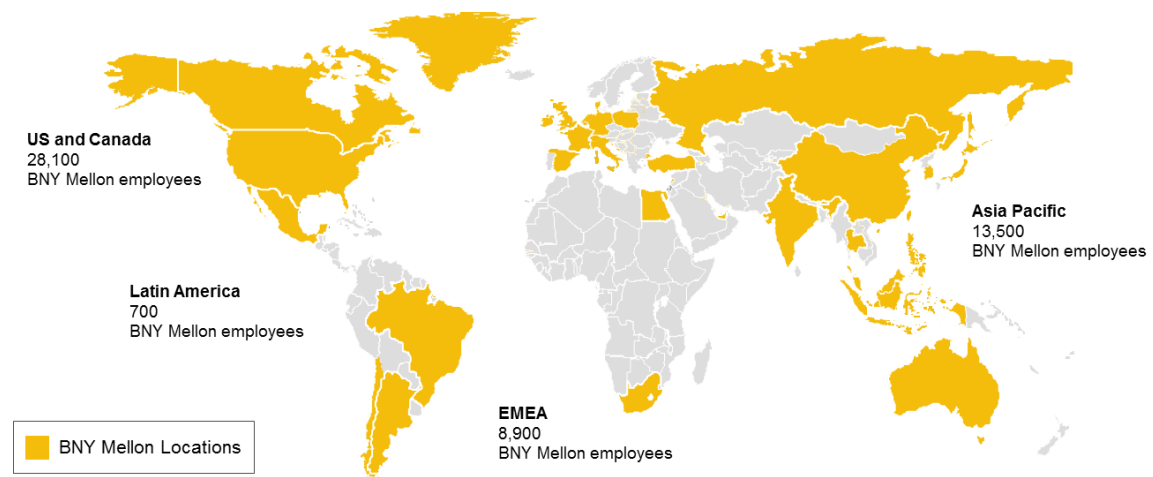 US and Canada
28,100
BNY Mellon employees
Latin America
700
BNY Mellon employees
EMEA
8,900
BNY Mellon employees
Asia Pacific
13,500
BNY Mellon employees
BNY Mellon Locations